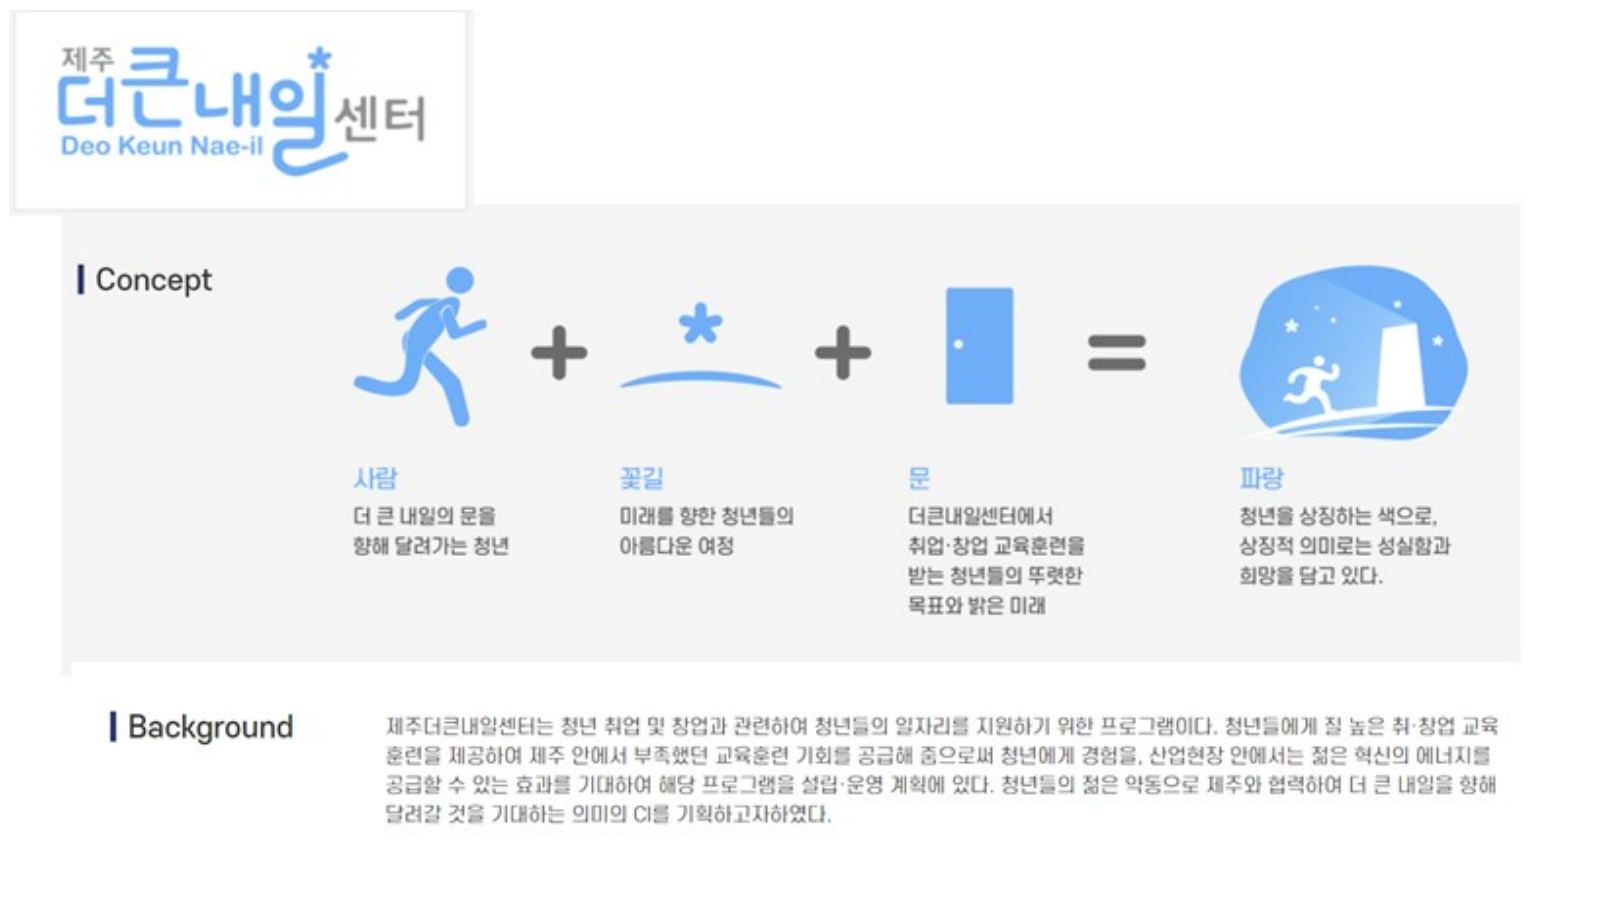 제주
더큰내일센터
Deo Keun Nae-il
Concept
사람
더 큰 내일의 문을
향해 달려가는 청년
꽃길
미래를 향한 청년들의
아름다운 여정
문
더큰내일센터에서
취업·창업 교육훈련을
받는 청년들의 뚜렷한
목표와 밝은 미래
파랑
청년을 상징하는 색으로,
상징적 의미로는 성실함과
희망을 담고 있다.
Background
제주더큰내일센터는 청년 취업 및 창업과 관련하여 청년들의 일자리를 지원하기 위한 프로그램이다. 청년들에게 질 높은 취·창업 교육
훈련을 제공하여 제주 안에서 부족했던 교육훈련 기회를 공급해 줌으로써 청년에게 경험을, 산업현장 안에서는 젊은 혁신의 에너지를
공급할 수 있는 효과를 기대하여 해당 프로그램을 설립·운영 계획에 있다. 청년들의 젊은 약동으로 제주와 협력하여 더 큰 내일을 향해
달려갈 것을 기대하는 의미의 CI를 기획하고자하였다.